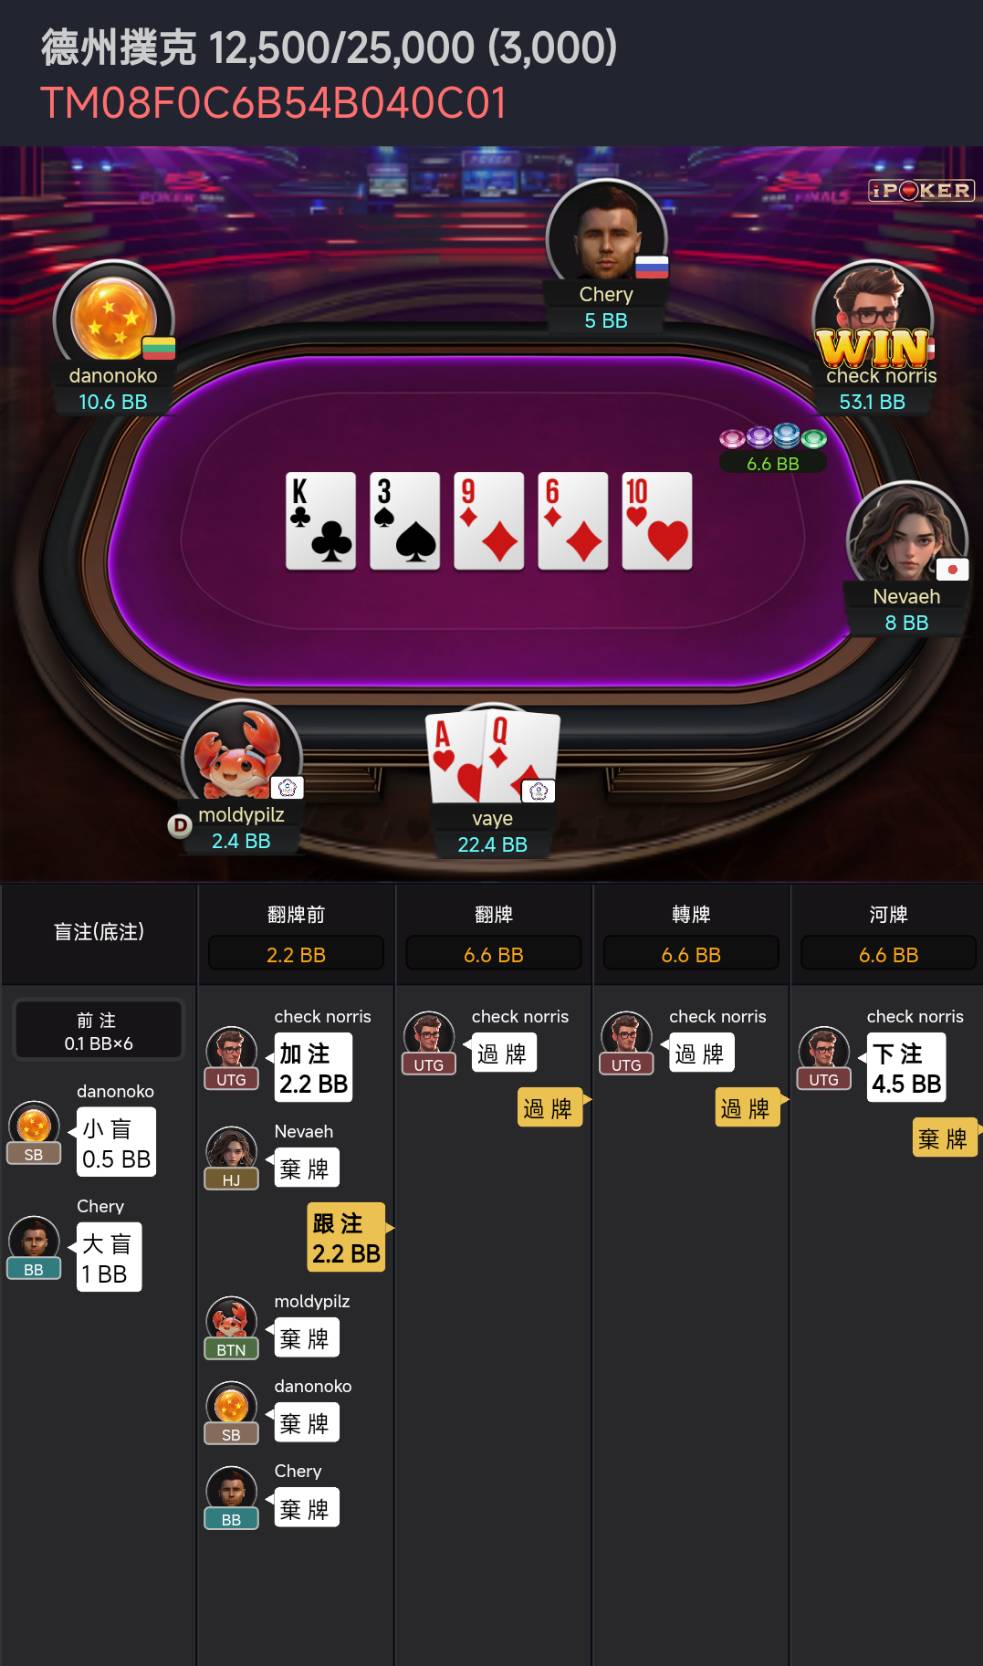 德州撲克 12,500/25,000 (3,000)
TM08F0C6B54B040C01
iPOKER
POKER
FINALS
Chery
5 BB
danonoko
10.6 BB
WIN
check norris
53.1 BB
6.6 BB
K
3
9
6
10
Nevaeh
8 BB
A
Q
moldypilz
D
2.4 BB
vaye
22.4 BB
盲注(底注)
前注
0.1 BB×6
danonoko
小盲
0.5 BB
SB
Chery
大盲
1 BB
BB
翻牌前
2.2 BB
check norris
加注
2.2 BB
UTG
Nevaeh
棄牌
HJ
跟注
2.2 BB
moldypilz
棄牌
BTN
danonoko
棄牌
SB
Chery
棄牌
BB
翻牌
6.6 BB
check norris
過牌
UTG
過牌
轉牌
6.6 BB
check norris
過牌
UTG
過牌
河牌
6.6 BB
check norris
下注
4.5 BB
UTG
棄牌